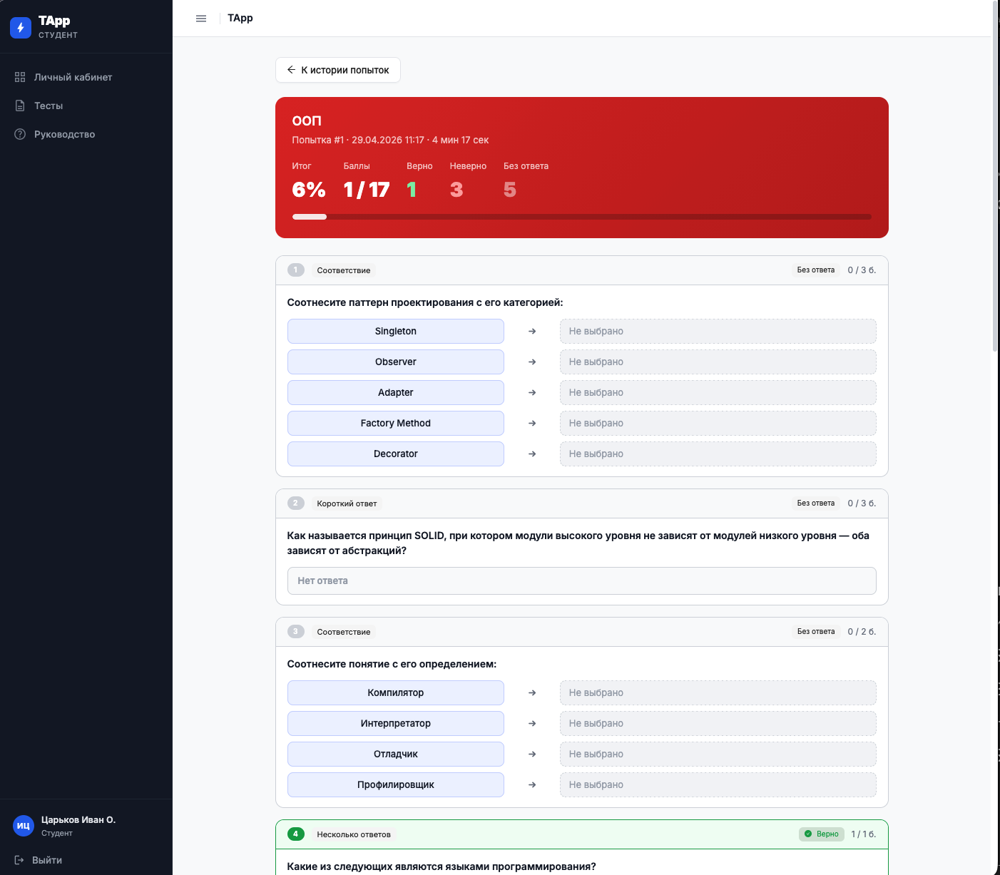 TApp
СТУДЕНТ
Личный кабинет
Тесты
Руководство
Царьков Иван О.
ИЦ
Студент
Выйти
TApp
К истории попыток
ООП
Попытка #1 · 29.04.2026 11:17 · 4 мин 17 сек
Итог Баллы Верно Неверно Без ответа
6% 1 / 17 1 3 5
1 Соответствие Без ответа 0 / 3 б.
Соотнесите паттерн проектирования с его категорией:
Singleton → Не выбрано
Observer → Не выбрано
Adapter → Не выбрано
Factory Method → Не выбрано
Decorator → Не выбрано
2 Короткий ответ Без ответа 0 / 3 б.
Как называется принцип SOLID, при котором модули высокого уровня не зависят от модулей низкого уровня — оба
зависят от абстракций?
Нет ответа
3 Соответствие Без ответа 0 / 2 б.
Соотнесите понятие с его определением:
Компилятор → Не выбрано
Интерпретатор → Не выбрано
Отладчик → Не выбрано
Профилировщик → Не выбрано
4 Несколько ответов Верно 1 / 1 б.
Какие из следующих являются языками программирования?